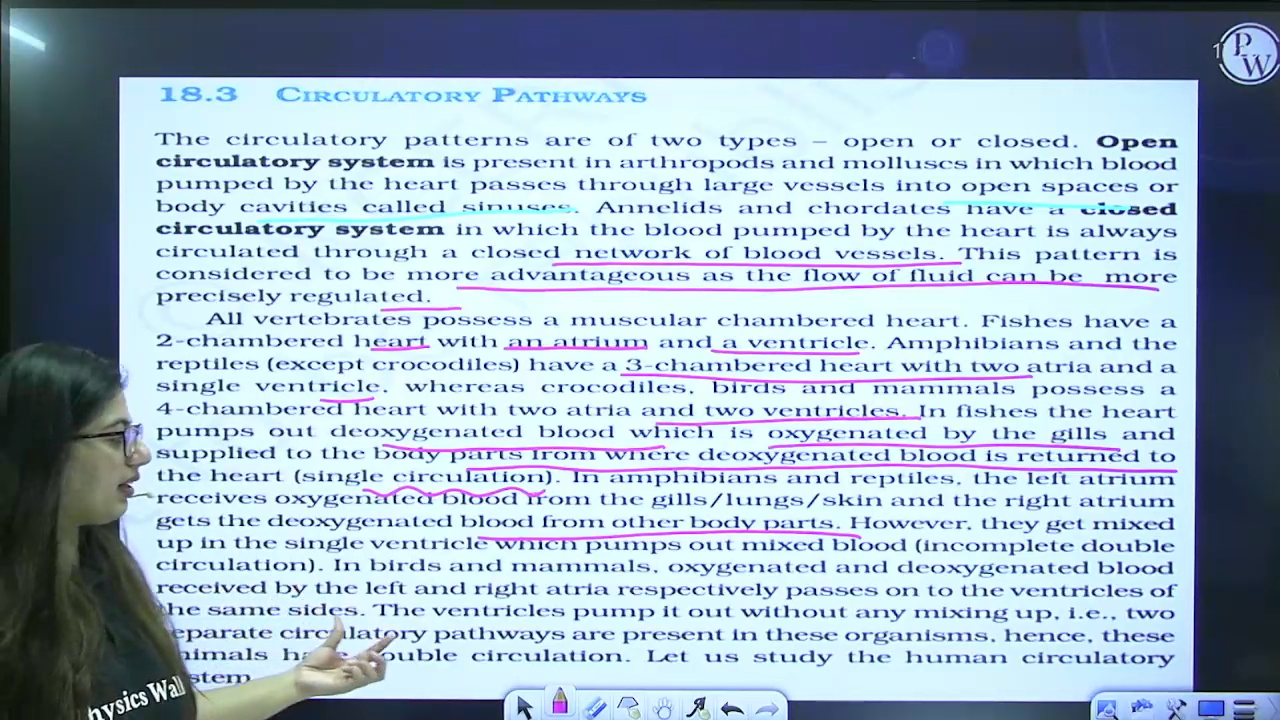 PW
18.3 CIRCULATORY PATHWAYS
The circulatory patterns are of two types – open or closed. Open
circulatory system is present in arthropods and molluscs in which blood
pumped by the heart passes through large vessels into open spaces or
body cavities called sinuses. Annelids and chordates have a closed
circulatory system in which the blood pumped by the heart is always
circulated through a closed network of blood vessels. This pattern is
considered to be more advantageous as the flow of fluid can be more
precisely regulated.
All vertebrates possess a muscular chambered heart. Fishes have a
2-chambered heart with an atrium and a ventricle. Amphibians and the
reptiles (except crocodiles) have a 3-chambered heart with two atria and a
single ventricle, whereas crocodiles, birds and mammals possess a
4-chambered heart with two atria and two ventricles. In fishes the heart
pumps out deoxygenated blood which is oxygenated by the gills and
supplied to the body parts from where deoxygenated blood is returned to
the heart (single circulation). In amphibians and reptiles, the left atrium
receives oxygenated blood from the gills/lungs/skin and the right atrium
gets the deoxygenated blood from other body parts. However, they get mixed
up in the single ventricle which pumps out mixed blood (incomplete double
circulation). In birds and mammals, oxygenated and deoxygenated blood
received by the left and right atria respectively passes on to the ventricles of
the same sides. The ventricles pump it out without any mixing up, i.e., two
separate circulatory pathways are present in these organisms, hence, these
animals have double circulation. Let us study the human circulatory
stem
hysics Wall